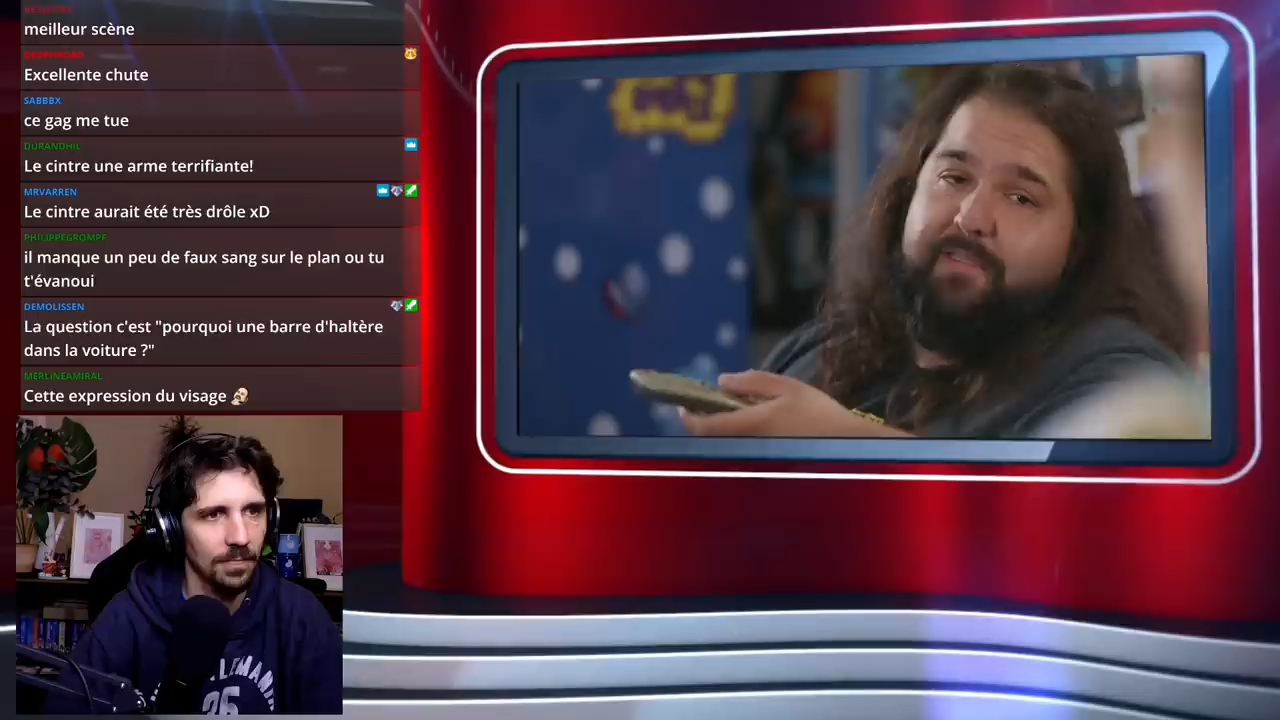 meilleur scène
Excellente chute
SABBBX
ce gag me tue
DURANDHIL
Le cintre une arme terrifiante!
MRVARREN
Le cintre aurait été très drôle xD
PHILIPPEGROMPF
il manque un peu de faux sang sur le plan ou tu
t'évanoui
DEMOLISSEN
La question c'est "pourquoi une barre d'haltère
dans la voiture ?"
MERLINEAMIRAL
Cette expression du visage
26